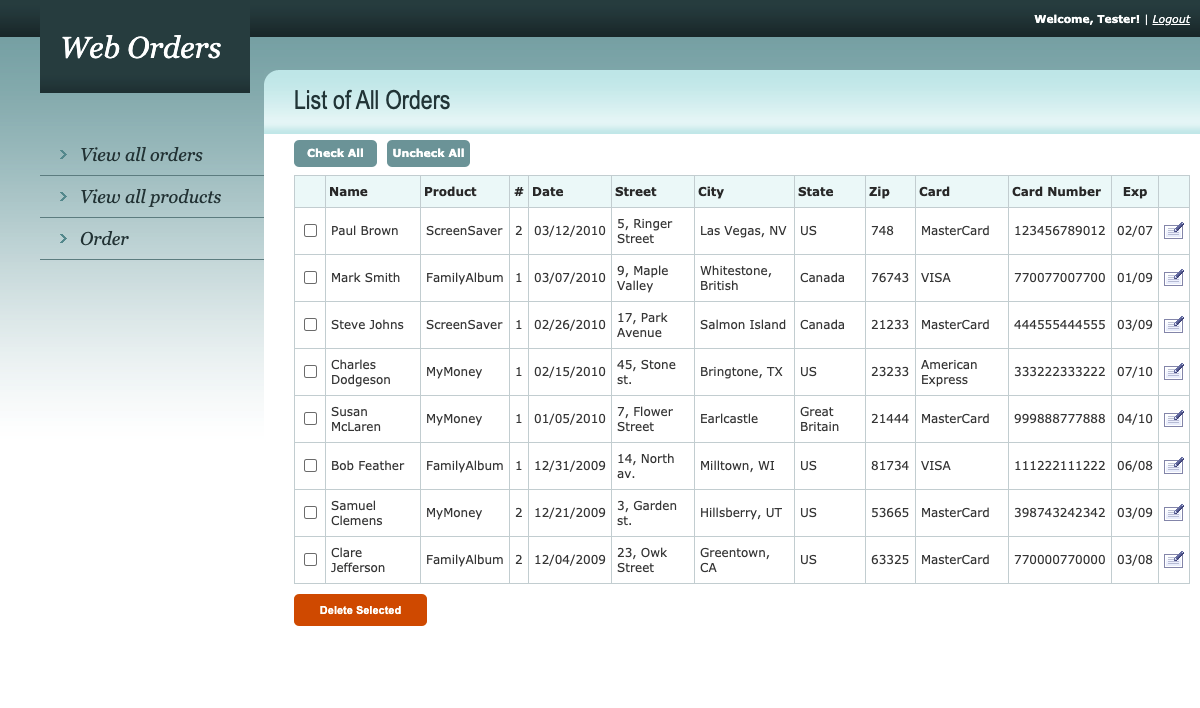 Welcome, Tester! | Logout
Web Orders
List of All Orders
View all orders
View all products
Order
Check All Uncheck All
Name Product # Date Street City State Zip Card Card Number Exp
Paul Brown ScreenSaver 2 03/12/2010 5, Ringer Street Las Vegas, NV US 748 MasterCard 123456789012 02/07
Mark Smith FamilyAlbum 1 03/07/2010 9, Maple Valley Whitestone, British Canada 76743 VISA 770077007700 01/09
Steve Johns ScreenSaver 1 02/26/2010 17, Park Avenue Salmon Island Canada 21233 MasterCard 444555444555 03/09
Charles Dodgeson MyMoney 1 02/15/2010 45, Stone st. Bringtone, TX US 23233 American Express 333222333222 07/10
Susan McLaren MyMoney 1 01/05/2010 7, Flower Street Earlcastle Great Britain 21444 MasterCard 999888777888 04/10
Bob Feather FamilyAlbum 1 12/31/2009 14, North av. Milltown, WI US 81734 VISA 111222111222 06/08
Samuel Clemens MyMoney 2 12/21/2009 3, Garden st. Hillsberry, UT US 53665 MasterCard 398743242342 03/09
Clare Jefferson FamilyAlbum 2 12/04/2009 23, Owk Street Greentown, CA US 63325 MasterCard 770000770000 03/08
Delete Selected